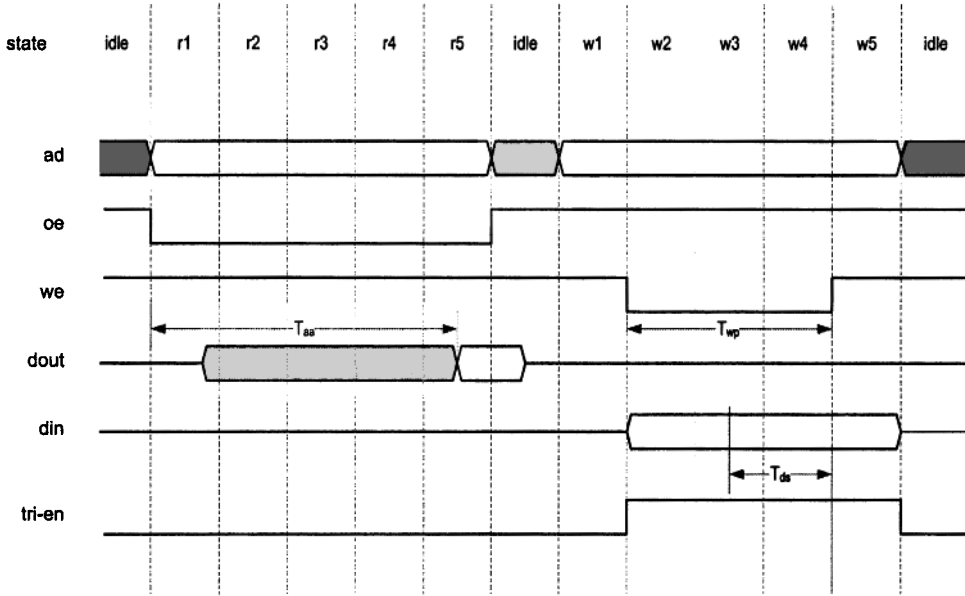 state idle r1 r2 r3 r4 r5 idle w1 w2 w3 w4 w5 idle
ad
oe
we
Taa Twp
dout
din
Tds
tri-en